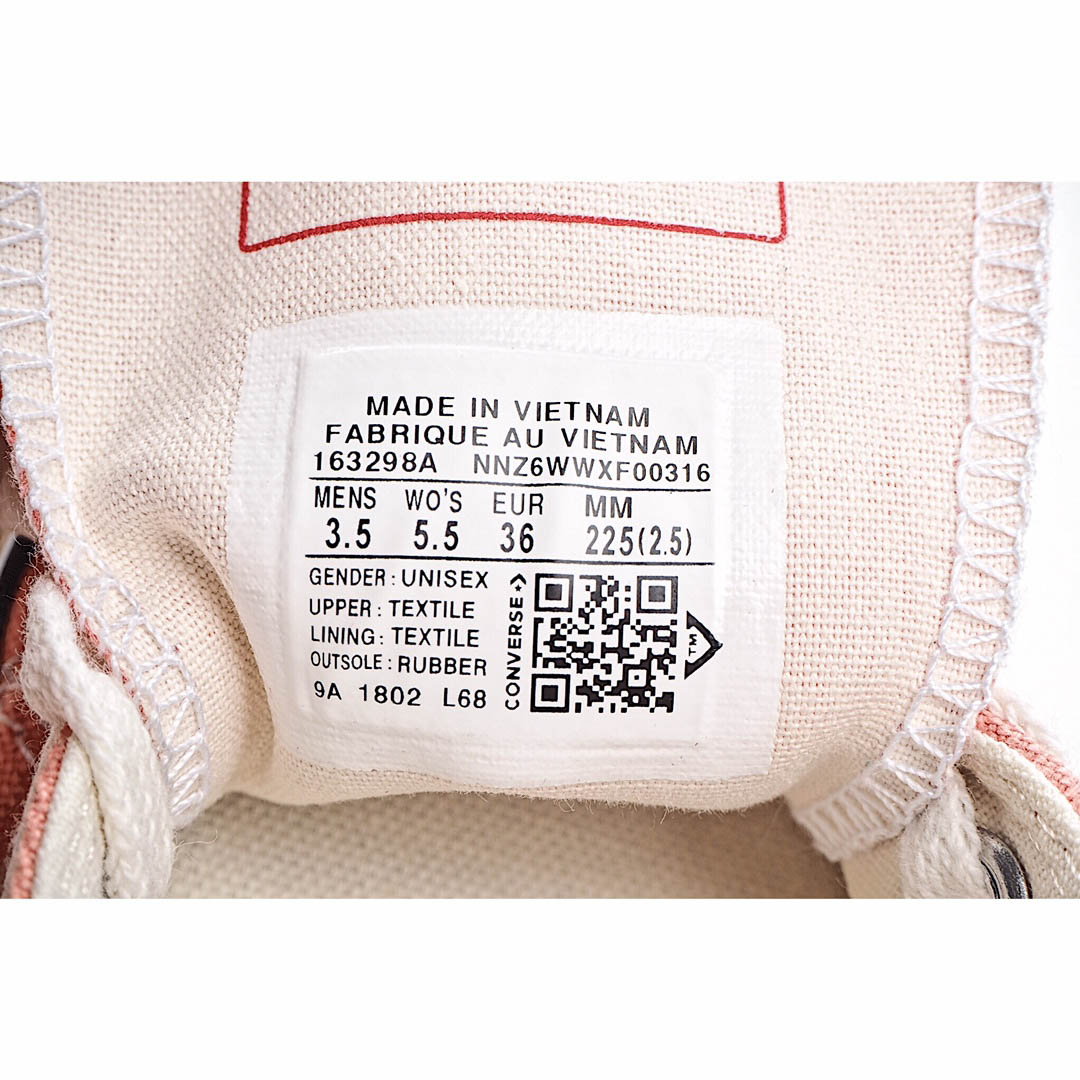 MADE IN VIETNAM
FABRIQUE AU VIETNAM
163298A NNZ6WWXF00316
MENS WO'S EUR MM
3.5 5.5 36 225(2.5)
GENDER : UNISEX
UPPER : TEXTILE
LINING : TEXTILE
OUTSOLE : RUBBER
9A 1802 L68
CONVERSE
TM